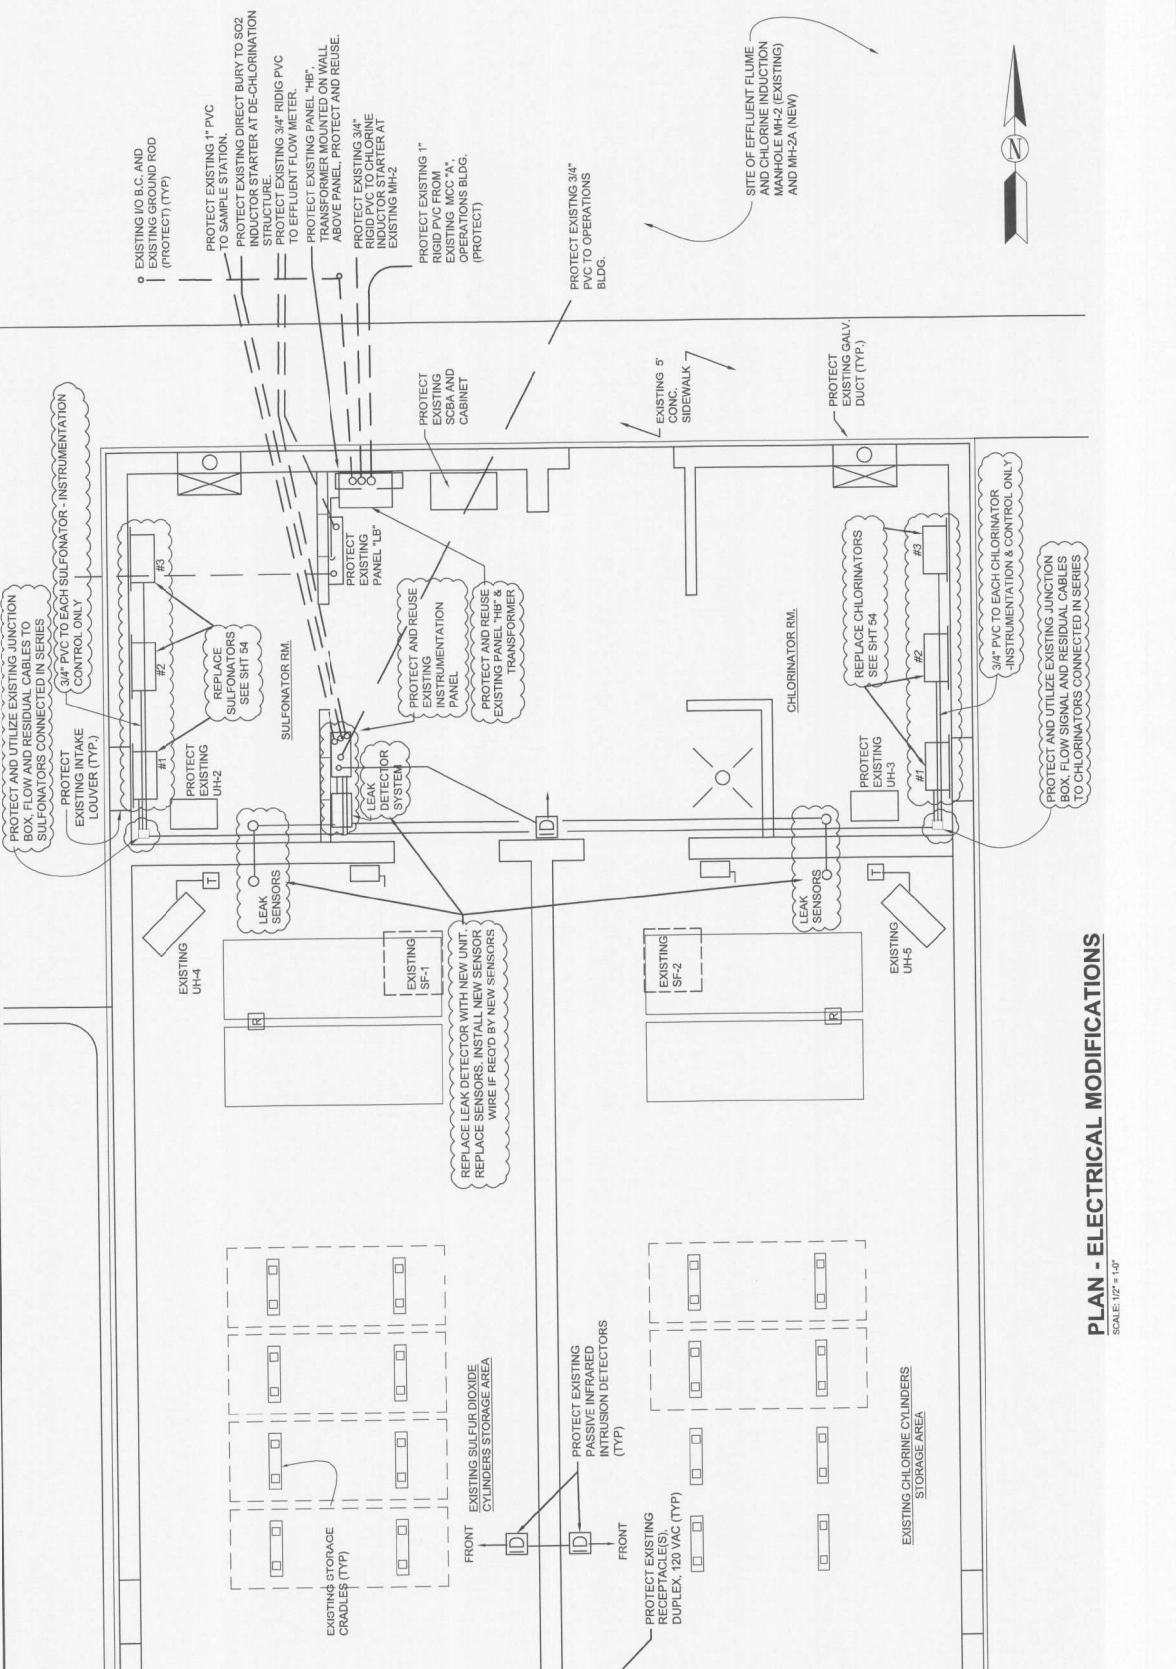 EXISTING I/O B.C. AND
EXISTING GROUND ROD
(PROTECT) (TYP)
PROTECT EXISTING 1" PVC
TO SAMPLE STATION.
PROTECT EXISTING DIRECT BURY TO SO2
INDUCTOR STARTER AT DE-CHLORINATION
STRUCTURE.
PROTECT EXISTING 3/4" RIDIG PVC
TO EFFLUENT FLOW METER.
PROTECT EXISTING PANEL "HB",
TRANSFORMER MOUNTED ON WALL
ABOVE PANEL, PROTECT AND REUSE.
PROTECT EXISTING 3/4"
RIGID PVC TO CHLORINE
INDUCTOR STARTER AT
EXISTING MH-2
PROTECT EXISTING 1"
RIGID PVC FROM
EXISTING MCC "A",
OPERATIONS BLDG.
(PROTECT)
PROTECT EXISTNG 3/4"
PVC TO OPERATIONS
BLDG.
SITE OF EFFLUENT FLUME
AND CHLORINE INDUCTION
MANHOLE MH-2 (EXISTING)
AND MH-2A (NEW)
N
PROTECT AND UTILIZE EXISTING JUNCTION
BOX, FLOW AND RESIDUAL CABLES TO
SULFONATORS CONNECTED IN SERIES
3/4" PVC TO EACH SULFONATOR - INSTRUMENTATION
CONTROL ONLY
PROTECT
EXISTING INTAKE
LOUVER (TYP.)
#1
#2
#3
REPLACE
SULFONATORS
SEE SHT 54
PROTECT
EXISTING
UH-2
SULFONATOR RM.
PROTECT
EXISTING
PANEL "LB"
PROTECT
EXISTING
SCBA AND
CABINET
PROTECT AND REUSE
EXISTING
INSTRUMENTATION
PANEL
PROTECT AND REUSE
EXISTING PANEL "HB" &
TRANSFORMER
LEAK
DETECTOR
SYSTEM
EXISTING 5'
CONC.
SIDEWALK
PROTECT
EXISTING GALV.
DUCT (TYP.)
CHLORINATOR RM.
REPLACE CHLORINATORS
SEE SHT 54
#1
#2
#3
PROTECT
EXISTING
UH-3
3/4" PVC TO EACH CHLORINATOR
-INSTRUMENTATION & CONTROL ONLY
PROTECT AND UTILIZE EXISTING JUNCTION
BOX, FLOW SIGNAL AND RESIDUAL CABLES
TO CHLORINATORS CONNECTED IN SERIES
ID
T
EXISTING
UH-4
LEAK
SENSORS
EXISTING
SF-1
R
REPLACE LEAK DETECTOR WITH NEW UNIT.
REPLACE SENSORS. INSTALL NEW SENSOR
WIRE IF REQ'D BY NEW SENSORS
EXISTING
SF-2
R
LEAK
SENSORS
T
EXISTING
UH-5
EXISTING STORACE
CRADLES (TYP)
EXISTING SULFUR DIOXIDE
CYLINDERS STORAGE AREA
FRONT
ID
ID
FRONT
PROTECT EXISTING
PASSIVE INFRARED
INTRUSION DETECTORS
(TYP)
PROTECT EXISTING
RECEPTACLE(S),
DUPLEX, 120 VAC (TYP)
EXISTING CHLORINE CYLINDERS
STORAGE AREA
PLAN - ELECTRICAL MODIFICATIONS
SCALE: 1/2" = 1-0"